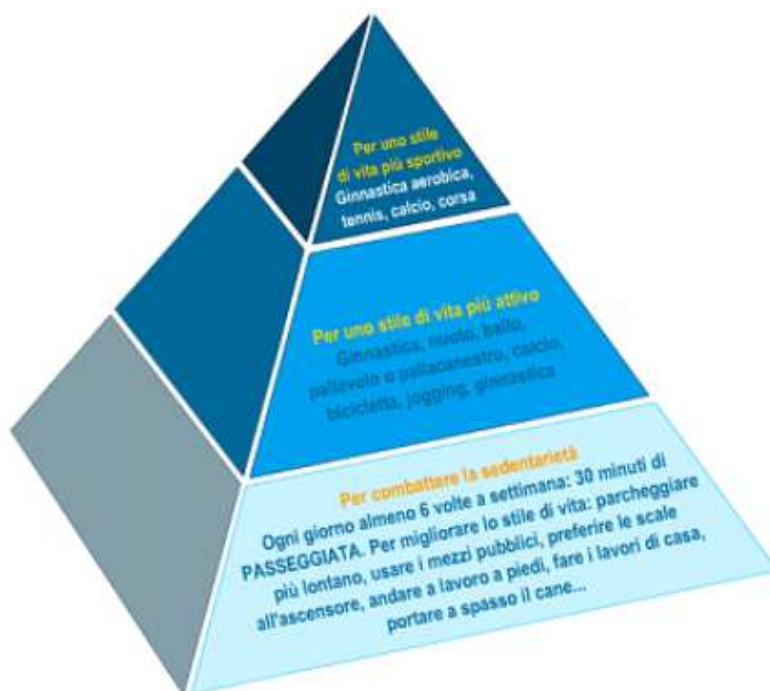 Per uno stile
di vita più sportivo
Ginnastica aerobica,
tennis, calcio, corsa
Per uno stile di vita più attivo
Ginnastica, nuoto, ballo,
pallavolo o pallacanestro, calcio,
bicicletta, jogging, ginnastica
Per combattere la sedentarietà
Ogni giorno almeno 6 volte a settimana: 30 minuti di
PASSEGGIATA. Per migliorare lo stile di vita: parcheggiare
più lontano, usare i mezzi pubblici, preferire le scale
all'ascensore, andare a lavoro a piedi, fare i lavori di casa,
portare a spasso il cane...